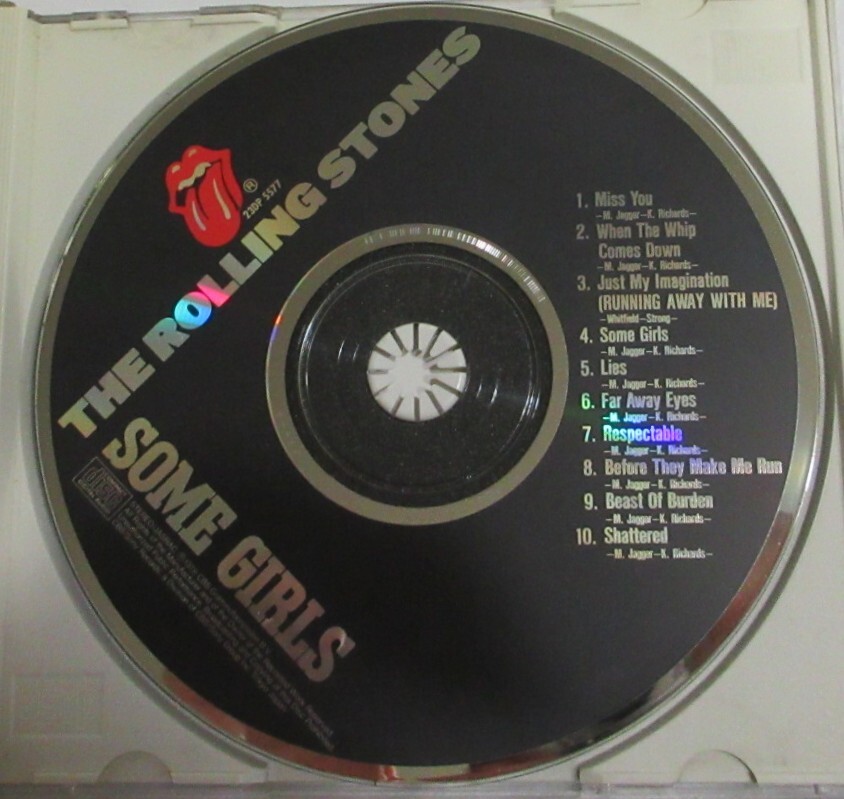 THE ROLLING STONES
®
23DP 5577
SOME GIRLS
1. Miss You
–M. Jagger–K. Richards–
2. When The Whip
Comes Down
–M. Jagger–K. Richards–
3. Just My Imagination
(RUNNING AWAY WITH ME)
–Whitfield–Strong–
4. Some Girls
–M. Jagger–K. Richards–
5. Lies
–M. Jagger–K. Richards–
6. Far Away Eyes
–M. Jagger–K. Richards–
7. Respectable
–M. Jagger–K. Richards–
8. Before They Make Me Run
–M. Jagger–K. Richards–
9. Beast Of Burden
–M. Jagger–K. Richards–
10. Shattered
–M. Jagger–K. Richards–